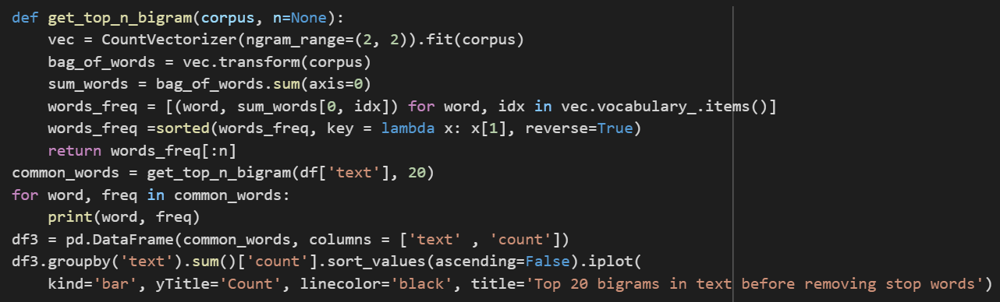 def get_top_n_bigram(corpus, n=None):
    vec = CountVectorizer(ngram_range=(2, 2)).fit(corpus)
    bag_of_words = vec.transform(corpus)
    sum_words = bag_of_words.sum(axis=0)
    words_freq = [(word, sum_words[0, idx]) for word, idx in vec.vocabulary_.items()]
    words_freq =sorted(words_freq, key = lambda x: x[1], reverse=True)
    return words_freq[:n]
common_words = get_top_n_bigram(df['text'], 20)
for word, freq in common_words:
    print(word, freq)
df3 = pd.DataFrame(common_words, columns = ['text' , 'count'])
df3.groupby('text').sum()['count'].sort_values(ascending=False).iplot(
    kind='bar', yTitle='Count', linecolor='black', title='Top 20 bigrams in text before removing stop words')